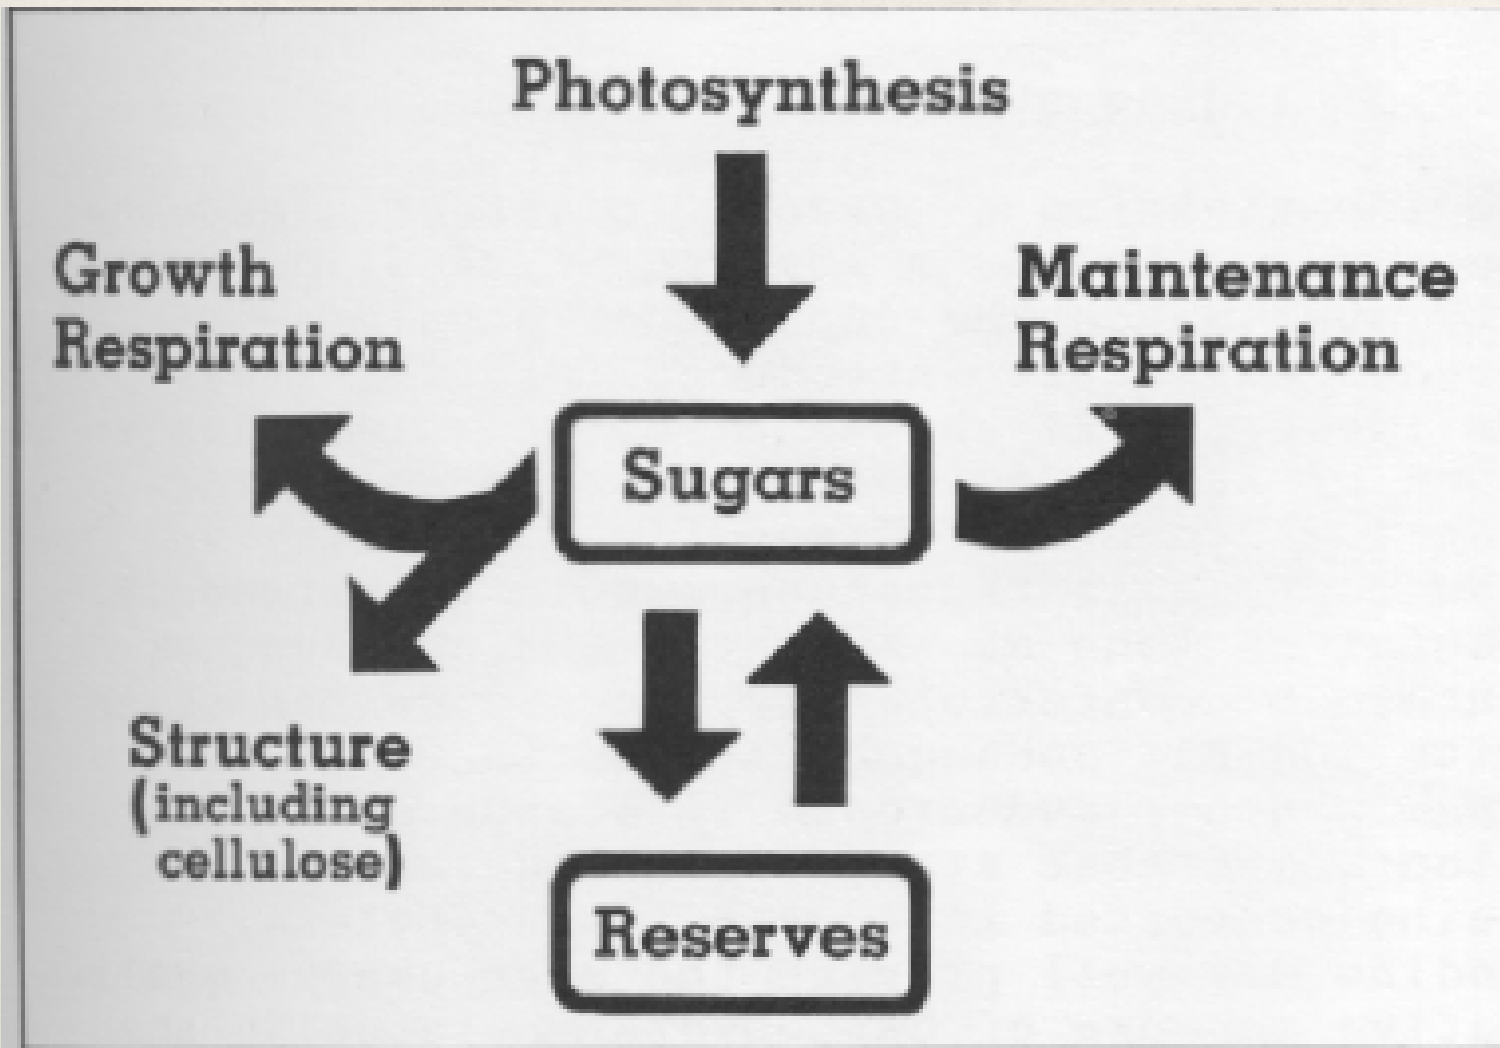 Photosynthesis
Growth
Respiration
Maintenance
Respiration
Sugars
Structure
(including
cellulose)
Reserves